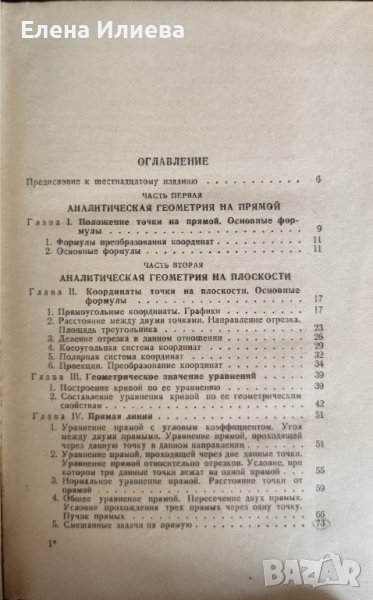 Елена Илиева
ОГЛАВЛЕНИЕ
Предисловие к шестнадцатому изданию . . . . . . . . . . . 6
ЧАСТЬ ПЕРВАЯ
АНАЛИТИЧЕСКАЯ ГЕОМЕТРИЯ НА ПРЯМОЙ
Глава I. Положение точки на прямой. Основные фор-
мулы . . . . . . . . . . . . . . . . . . 9
1. Формулы преобразования координат . . . . . . . . . 11
2. Основные формулы . . . . . . . . . . . . . . 11
ЧАСТЬ ВТОРАЯ
АНАЛИТИЧЕСКАЯ ГЕОМЕТРИЯ НА ПЛОСКОСТИ
Глава II. Координаты точки на плоскости. Основные
формулы . . . . . . . . . . . . . . . . . 17
1. Прямоугольные координаты. Графики . . . . . . . 17
2. Расстояние между двумя точками. Направление отрезка.
Площадь треугольника . . . . . . . . . . . . . 23
3. Деление отрезка в данном отношении . . . . . . . . 26
4. Косоугольная система координат . . . . . . . . . . 29
5. Полярная система координат . . . . . . . . . . . 32
6. Проекции. Преобразование координат . . . . . . . . 34
Глава III. Геометрическое значение уравнений . . . . . 39
1. Построение кривой по ее уравнению . . . . . . . . 39
2. Составление уравнения кривой по ее геометрическим
свойствам . . . . . . . . . . . . . . . . . 42
Глава IV. Прямая линия . . . . . . . . . . . . . 51
1. Уравнение прямой с угловым коэффициентом. Угол
между двумя прямыми. Уравнение прямой, проходящей
через данную точку в данном направлении . . . . . . 51
2. Уравнение прямой, проходящей через две данные точки.
Уравнение прямой относительно отрезков. Условие, при
котором три данные точки лежат на одной прямой . . . 55
3. Нормальное уравнение прямой. Расстояние точки от
прямой . . . . . . . . . . . . . . . . . . 59
4. Общее уравнение прямой. Пересечение двух прямых.
Условие прохождения трех прямых через одну точку.
Пучок прямых . . . . . . . . . . . . . . . . 66
5. Смешанные задачи на прямую . . . . . . . . . . 73
1*
БАZАР